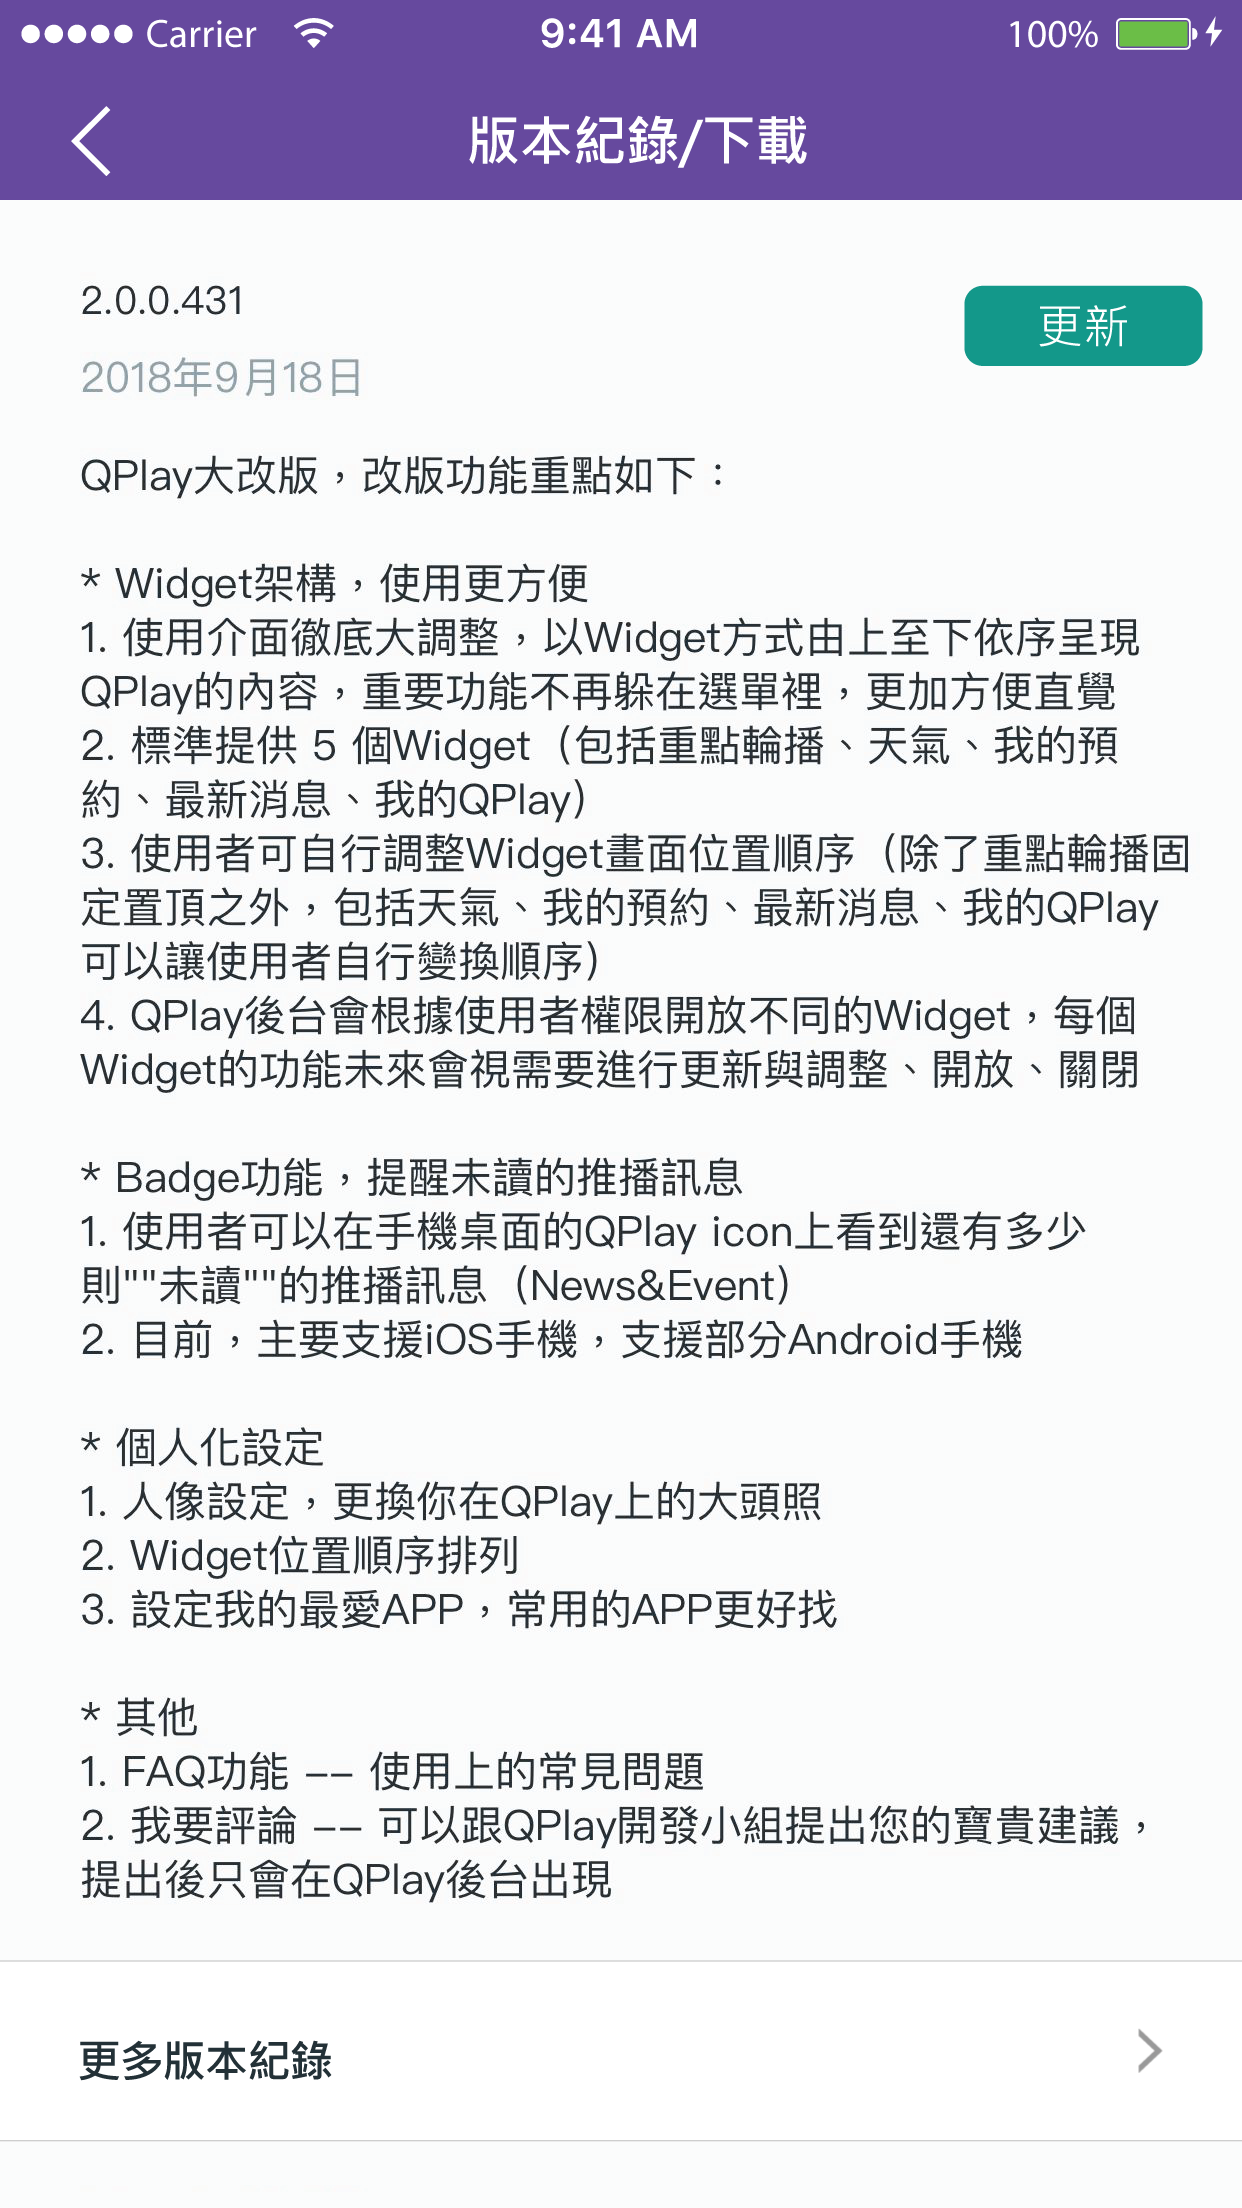 Carrier 9:41 AM 100%
版本紀錄/下載
2.0.0.431
更新
2018年9月18日
QPlay大改版，改版功能重點如下：
* Widget架構，使用更方便
1. 使用介面徹底大調整，以Widget方式由上至下依序呈現
QPlay的內容，重要功能不再躲在選單裡，更加方便直覺
2. 標準提供 5 個Widget（包括重點輪播、天氣、我的預
約、最新消息、我的QPlay）
3. 使用者可自行調整Widget畫面位置順序（除了重點輪播固
定置頂之外，包括天氣、我的預約、最新消息、我的QPlay
可以讓使用者自行變換順序）
4. QPlay後台會根據使用者權限開放不同的Widget，每個
Widget的功能未來會視需要進行更新與調整、開放、關閉
* Badge功能，提醒未讀的推播訊息
1. 使用者可以在手機桌面的QPlay icon上看到還有多少
則""未讀""的推播訊息（News&Event）
2. 目前，主要支援iOS手機，支援部分Android手機
* 個人化設定
1. 人像設定，更換你在QPlay上的大頭照
2. Widget位置順序排列
3. 設定我的最愛APP，常用的APP更好找
* 其他
1. FAQ功能 -- 使用上的常見問題
2. 我要評論 -- 可以跟QPlay開發小組提出您的寶貴建議，
提出後只會在QPlay後台出現
更多版本紀錄